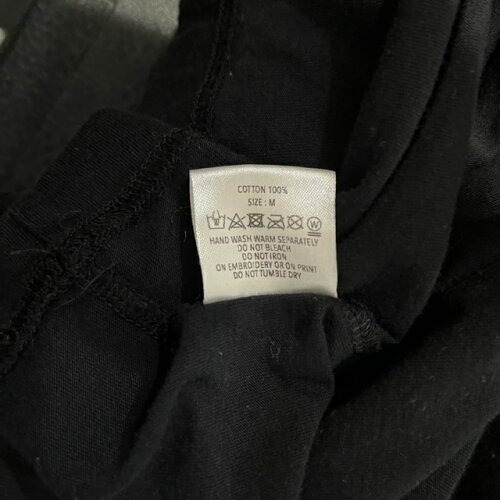 COTTON 100%
SIZE : M
W
HAND WASH WARM SEPARATELY
DO NOT BLEACH
DO NOT IRON
ON EMBROIDERY OR ON PRINT
DO NOT TUMBLE DRY